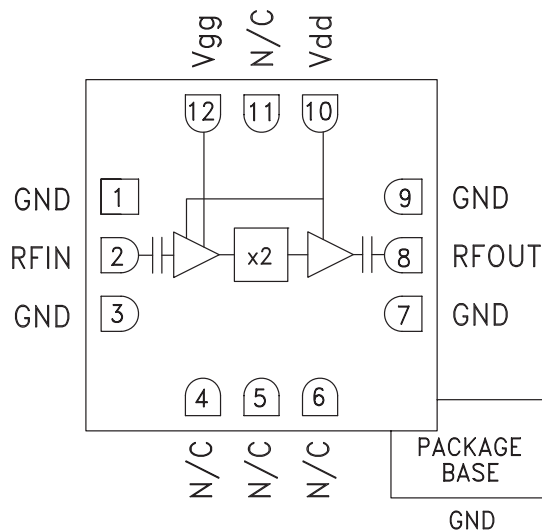 Vgg
N/C
Vdd
12
11
10
GND
1
9
GND
RFIN
2
x2
8
RFOUT
GND
3
7
GND
4
5
6
N/C
N/C
N/C
PACKAGE
BASE
GND